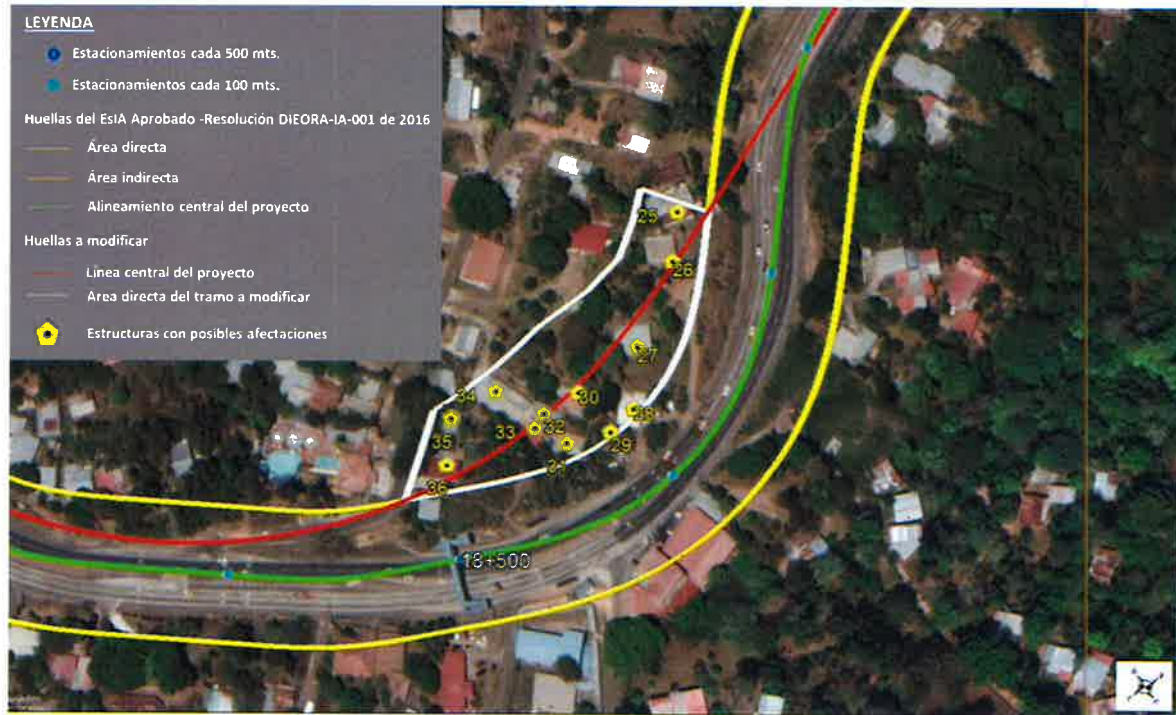 LEYENDA
Estacionamientos cada 500 mts.
Estacionamientos cada 100 mts.
Huellas del EsIA Aprobado -Resolución DIEORA-IA-001 de 2016
Área directa
Área indirecta
Alineamiento central del proyecto
Huellas a modificar
Línea central del proyecto
Área directa del tramo a modificar
Estructuras con posibles afectaciones
25
26
27
34
30
28
35
33
32
29
31
36
18+500